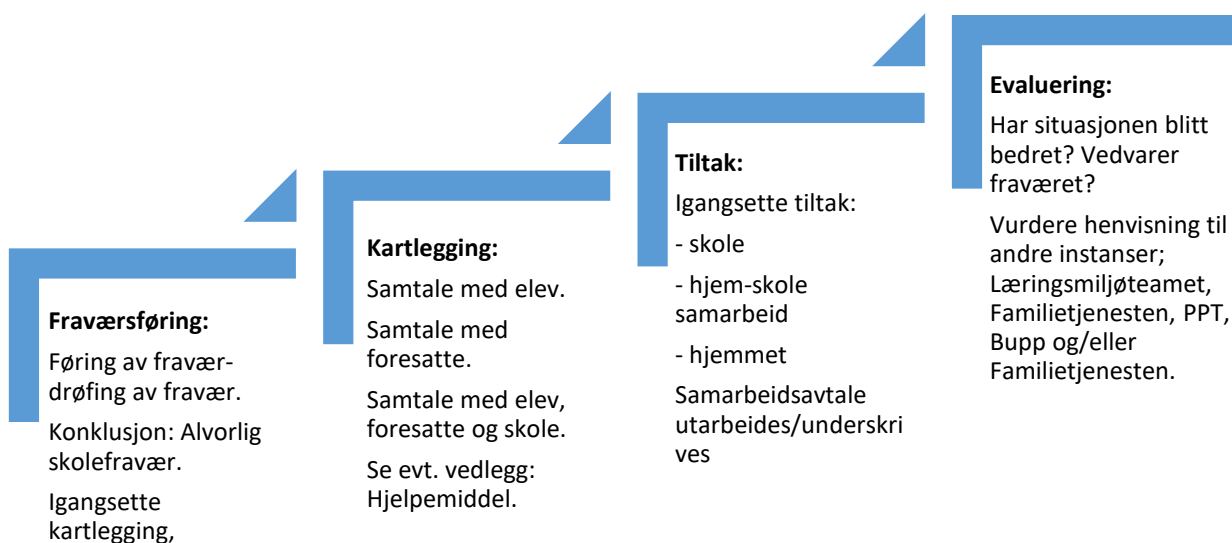 Fraværsføring:
Føring av fravær-
drøfing av fravær.
Konklusjon: Alvorlig
skolefravær.
Igangsette
kartlegging,
Kartlegging:
Samtale med elev.
Samtale med
foresatte.
Samtale med elev,
foresatte og skole.
Se evt. vedlegg:
Hjelpemiddel.
Tiltak:
Igangsette tiltak:
- skole
- hjem-skole
samarbeid
- hjemmet
Samarbeidsavtale
utarbeides/underskri
ves
Evaluering:
Har situasjonen blitt
bedret? Vedvarer
fraværet?
Vurdere henvisning til
andre instanser;
Læringsmiljøteamet,
Familietjenesten, PPT,
Bupp og/eller
Familietjenesten.